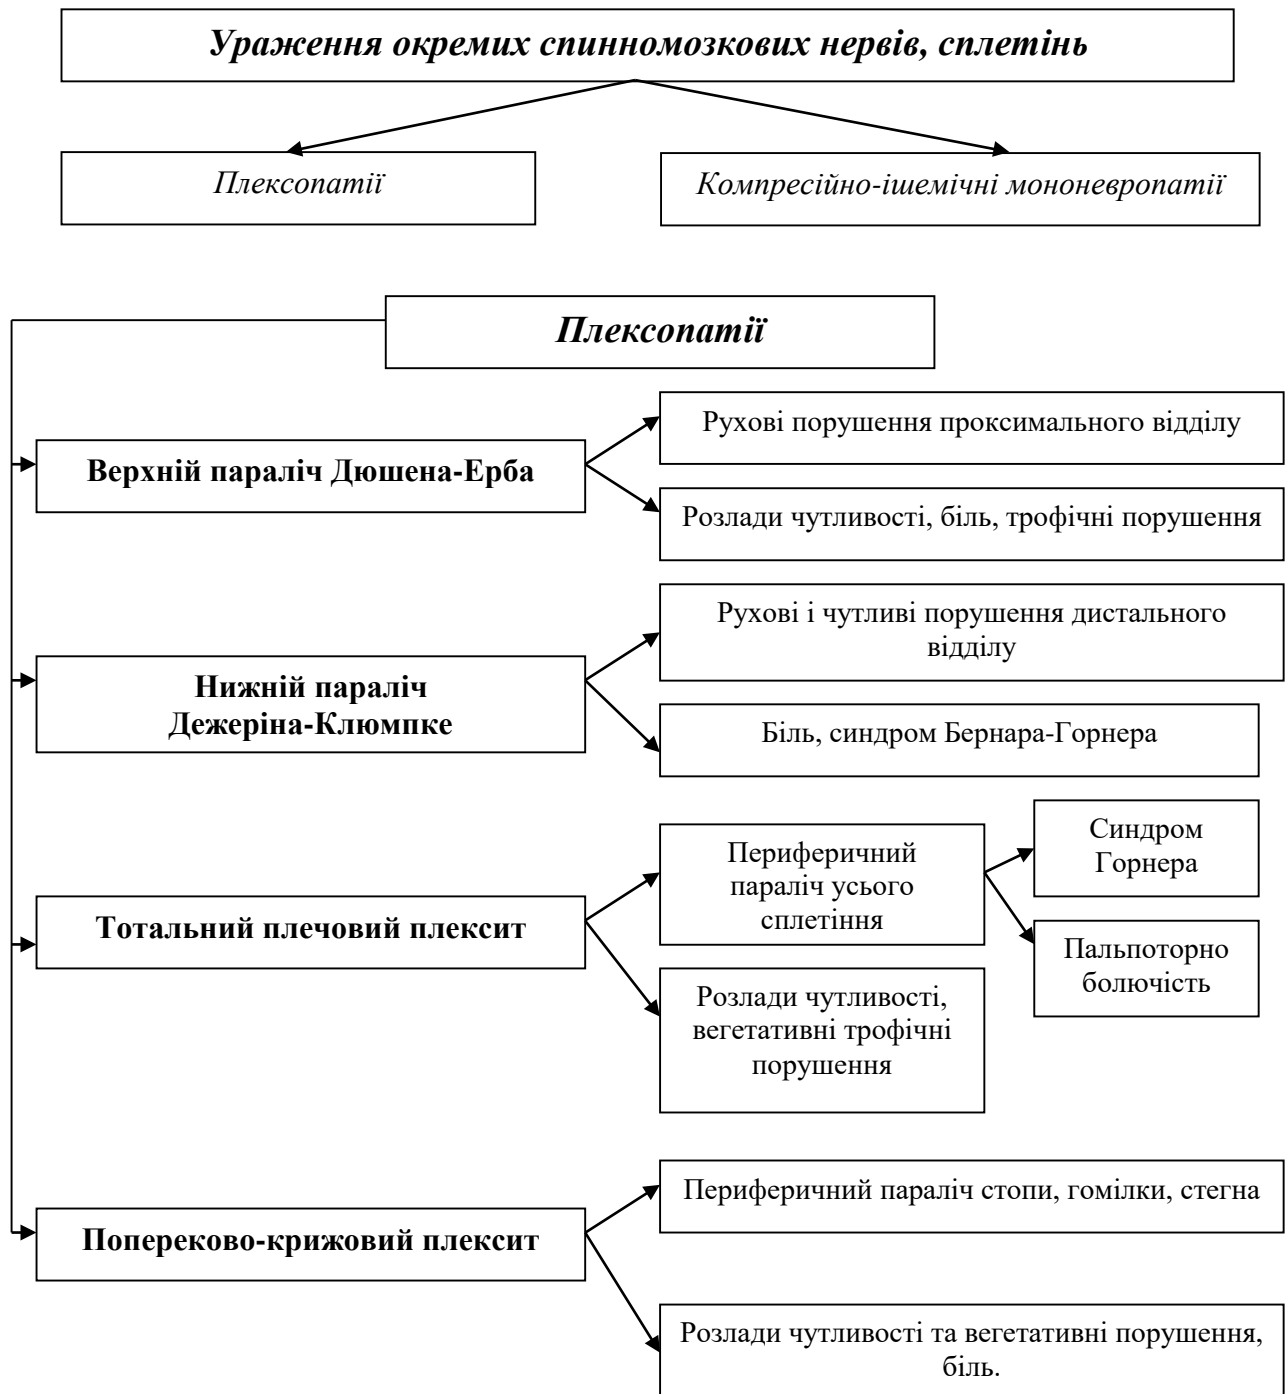 Ураження окремих спинномозкових нервів, сплетінь
Плексопатії
Компресійно-ішемічні мононевропатії
Плексопатії
Верхній параліч Дюшена-Ерба
Рухові порушення проксимального відділу
Розлади чутливості, біль, трофічні порушення
Нижній параліч
Дежеріна-Клюмпке
Рухові і чутливі порушення дистального
відділу
Біль, синдром Бернара-Горнера
Тотальний плечовий плексит
Периферичний
параліч усього
сплетіння
Синдром
Горнера
Пальпоторно
болючість
Розлади чутливості,
вегетативні трофічні
порушення
Попереково-крижовий плексит
Периферичний параліч стопи, гомілки, стегна
Розлади чутливості та вегетативні порушення,
біль.